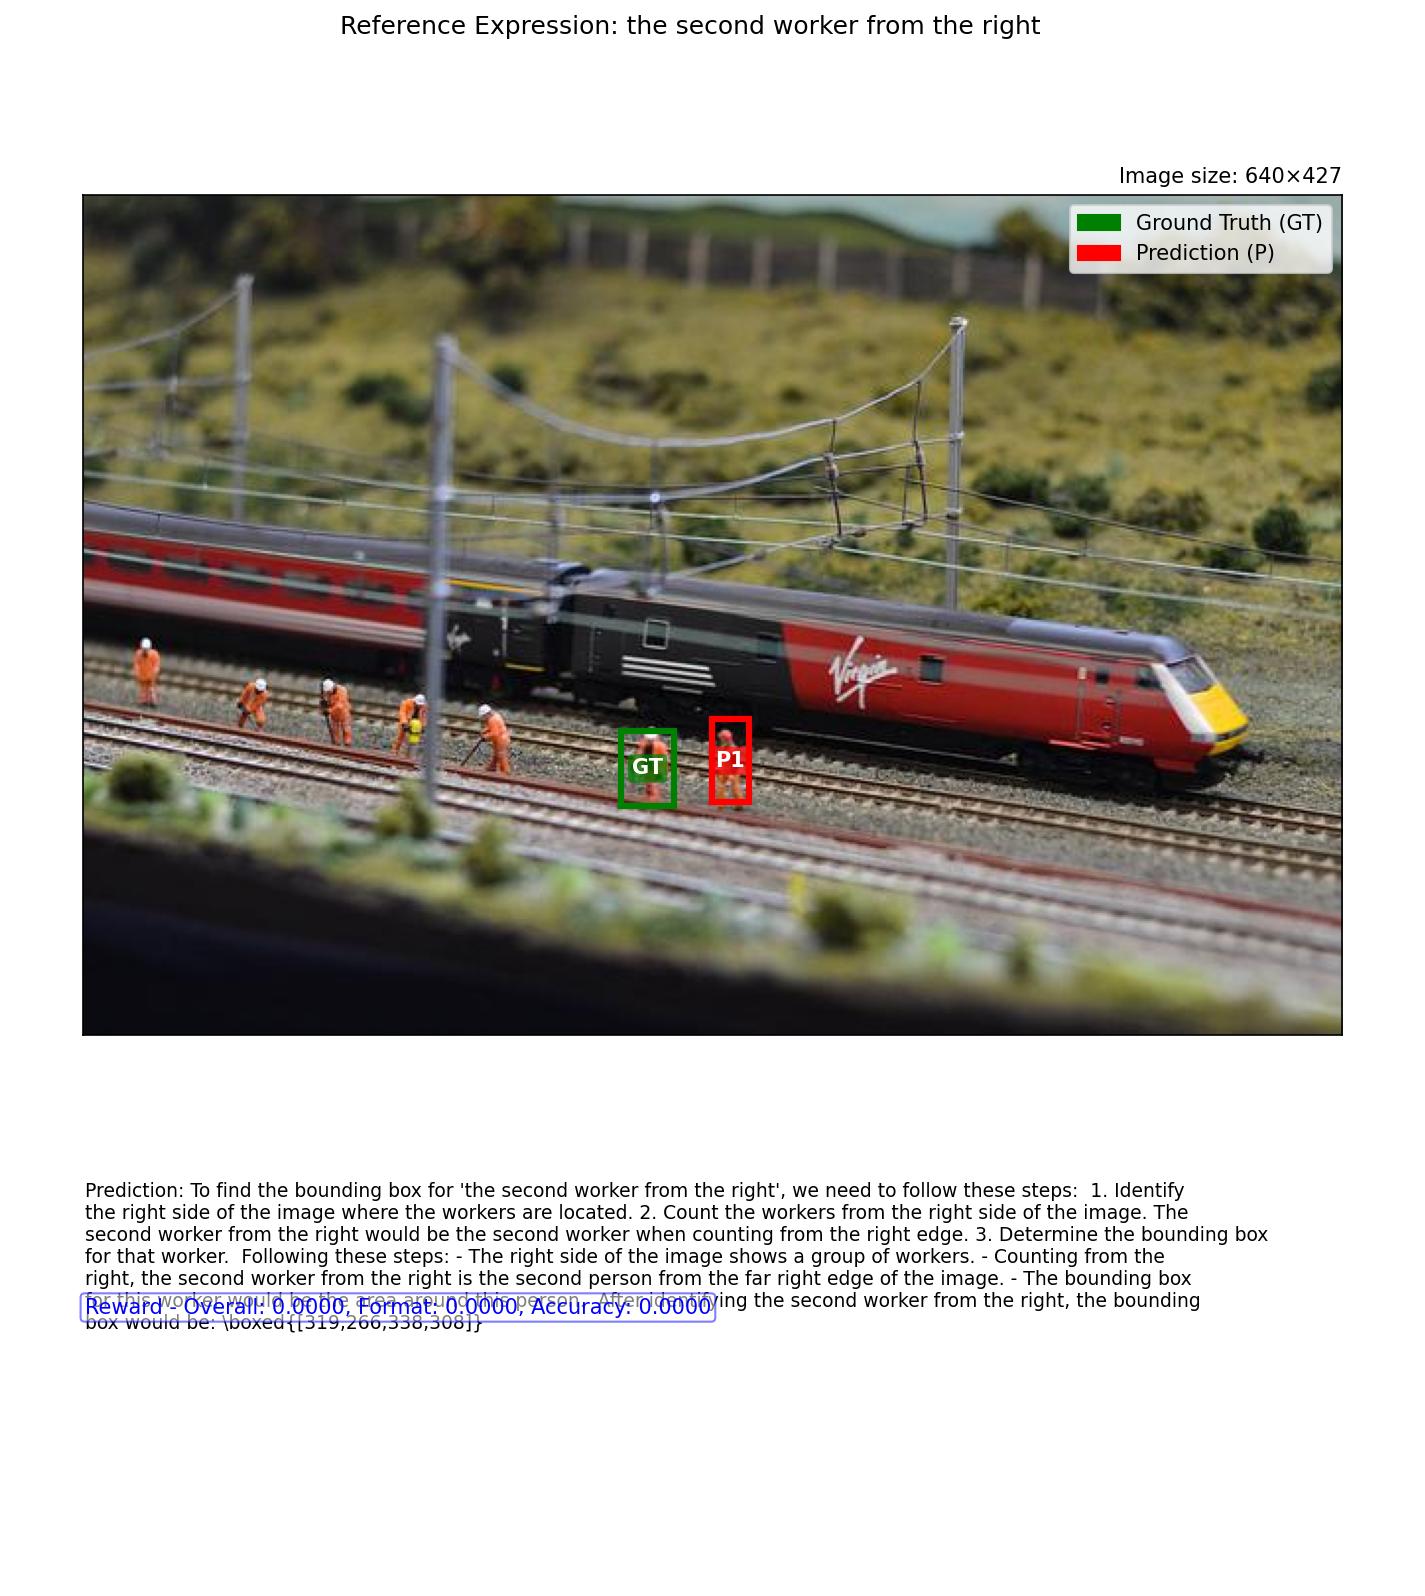 Reference Expression: the second worker from the right
Image size: 640×427
Ground Truth (GT)
Prediction (P)
Virgin
Virgin
GT
P1
Prediction: To find the bounding box for 'the second worker from the right', we need to follow these steps:  1. Identify
the right side of the image where the workers are located. 2. Count the workers from the right side of the image. The
second worker from the right would be the second worker when counting from the right edge. 3. Determine the bounding box
for that worker.  Following these steps: - The right side of the image shows a group of workers. - Counting from the
right, the second worker from the right is the second person from the far right edge of the image. - The bounding box
for this worker would be the area around this person.  After identifying the second worker from the right, the bounding
Reward - Overall: 0.0000, Format: 0.0000, Accuracy: 0.0000
box would be: \boxed{[319,266,338,308]}